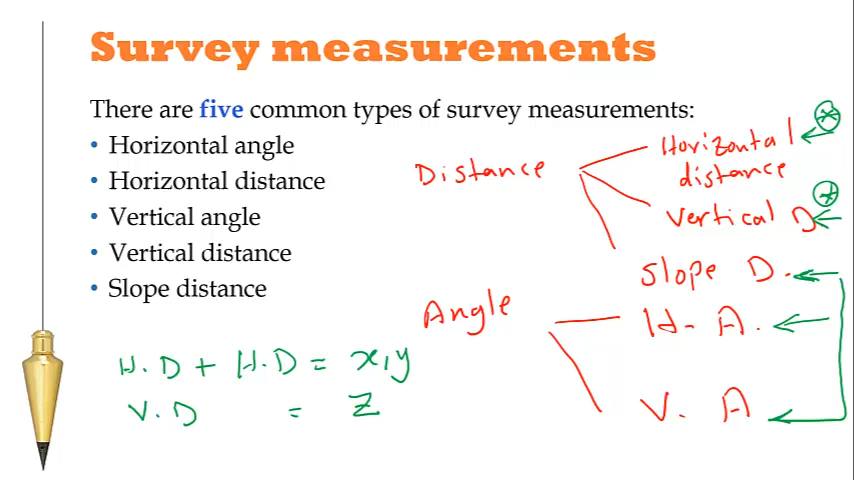 Survey measurements
There are five common types of survey measurements:
• Horizontal angle
• Horizontal distance
• Vertical angle
• Vertical distance
• Slope distance
Distance
Horizontal
distance
Vertical D
Slope D.
Angle
H- A.
V. A
H.D + H.D = x,y
V.D = Z